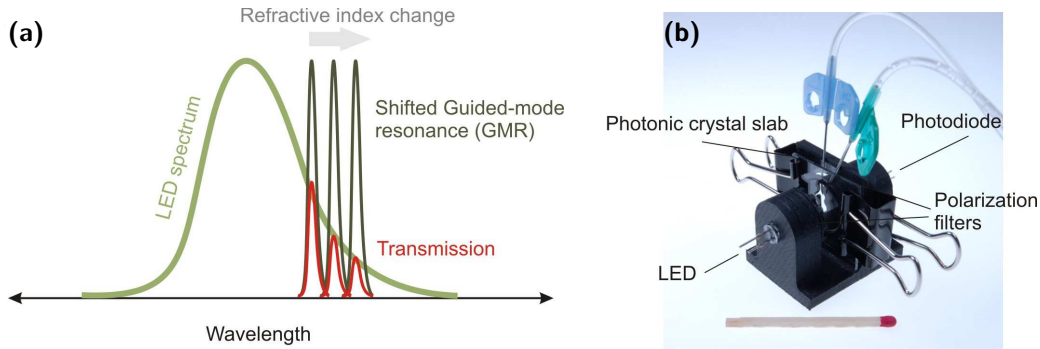 (a)
Refractive index change
LED spectrum
Shifted Guided-mode
resonance (GMR)
Transmission
Wavelength
(b)
Photonic crystal slab
Photodiode
Polarization
filters
LED